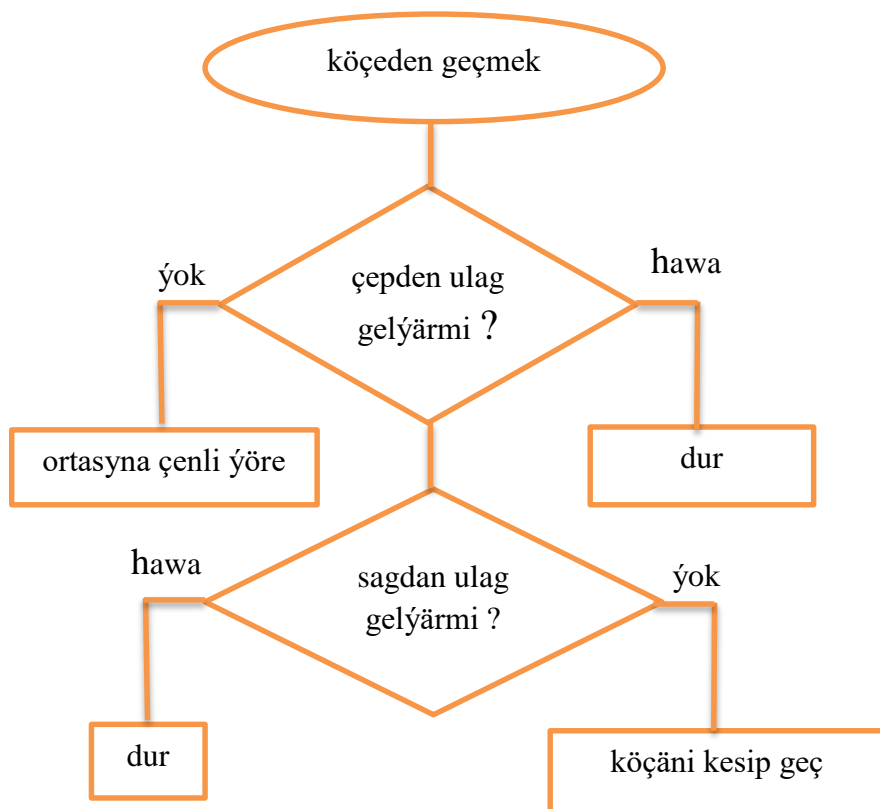 köçeden geçmek
ýok
hawa
çepden ulag
gelýärmi ?
ortasyna çenli ýöre
dur
hawa
ýok
sagdan ulag
gelýärmi ?
dur
köçäni kesip geç